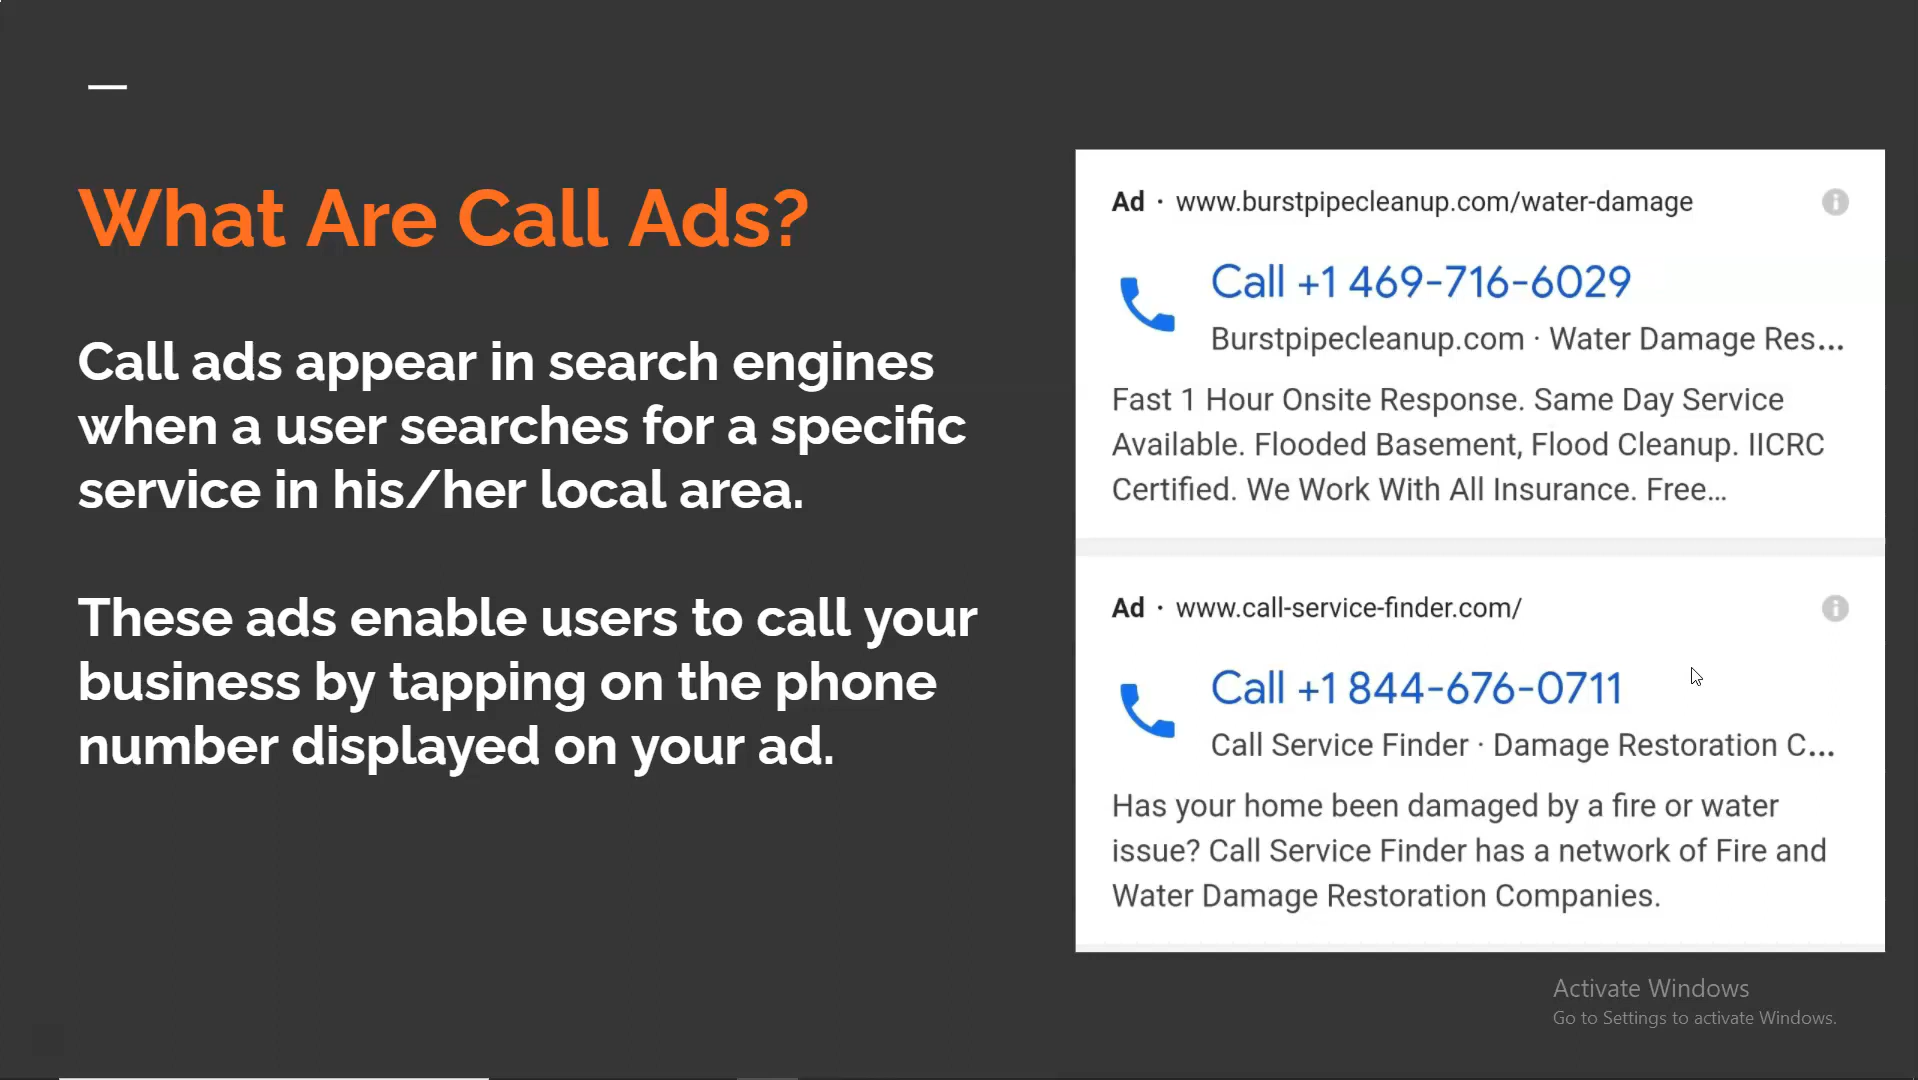 What Are Call Ads?
Call ads appear in search engines
when a user searches for a specific
service in his/her local area.
These ads enable users to call your
business by tapping on the phone
number displayed on your ad.
Ad · www.burstpipecleanup.com/water-damage
Call +1 469-716-6029
Burstpipecleanup.com · Water Damage Res...
Fast 1 Hour Onsite Response. Same Day Service
Available. Flooded Basement, Flood Cleanup. IICRC
Certified. We Work With All Insurance. Free...
Ad · www.call-service-finder.com/
Call +1 844-676-0711
Call Service Finder · Damage Restoration C...
Has your home been damaged by a fire or water
issue? Call Service Finder has a network of Fire and
Water Damage Restoration Companies.
Activate Windows
Go to Settings to activate Windows.